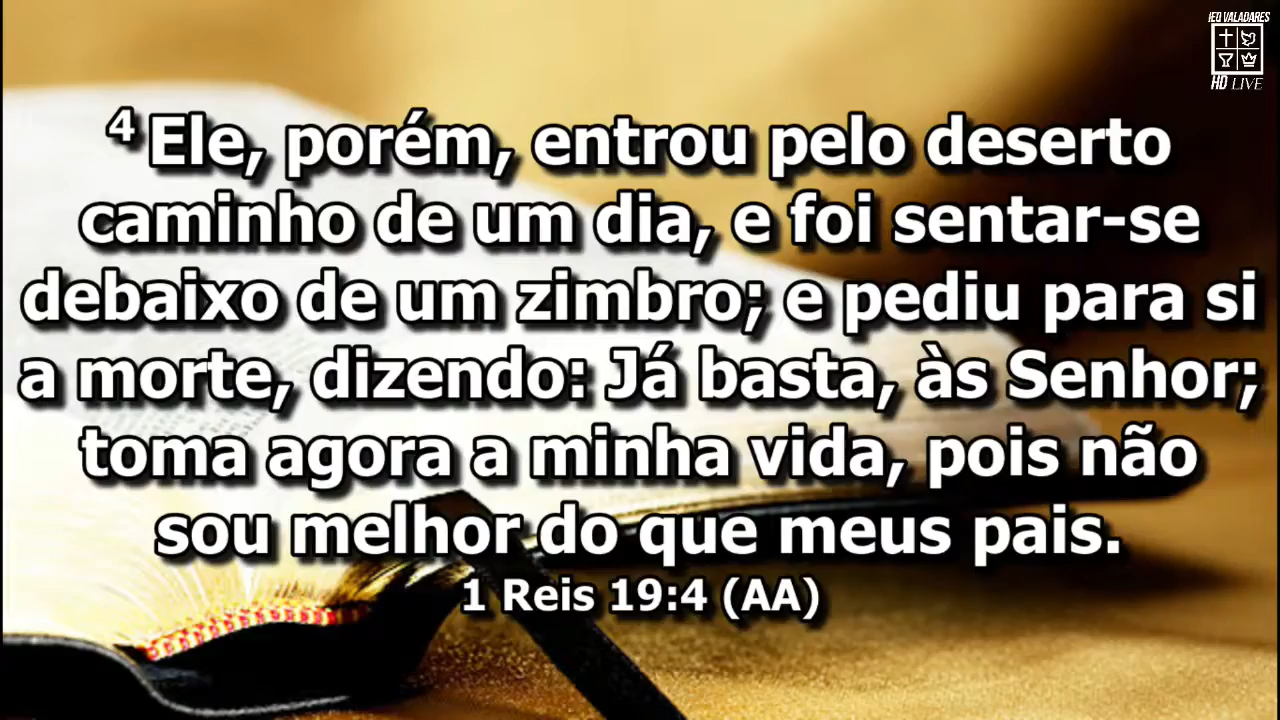 IEQ VALADARES
HD LIVE
4 Ele, porém, entrou pelo deserto
caminho de um dia, e foi sentar-se
debaixo de um zimbro; e pediu para si
a morte, dizendo: Já basta, às Senhor;
toma agora a minha vida, pois não
sou melhor do que meus pais.
1 Reis 19:4 (AA)